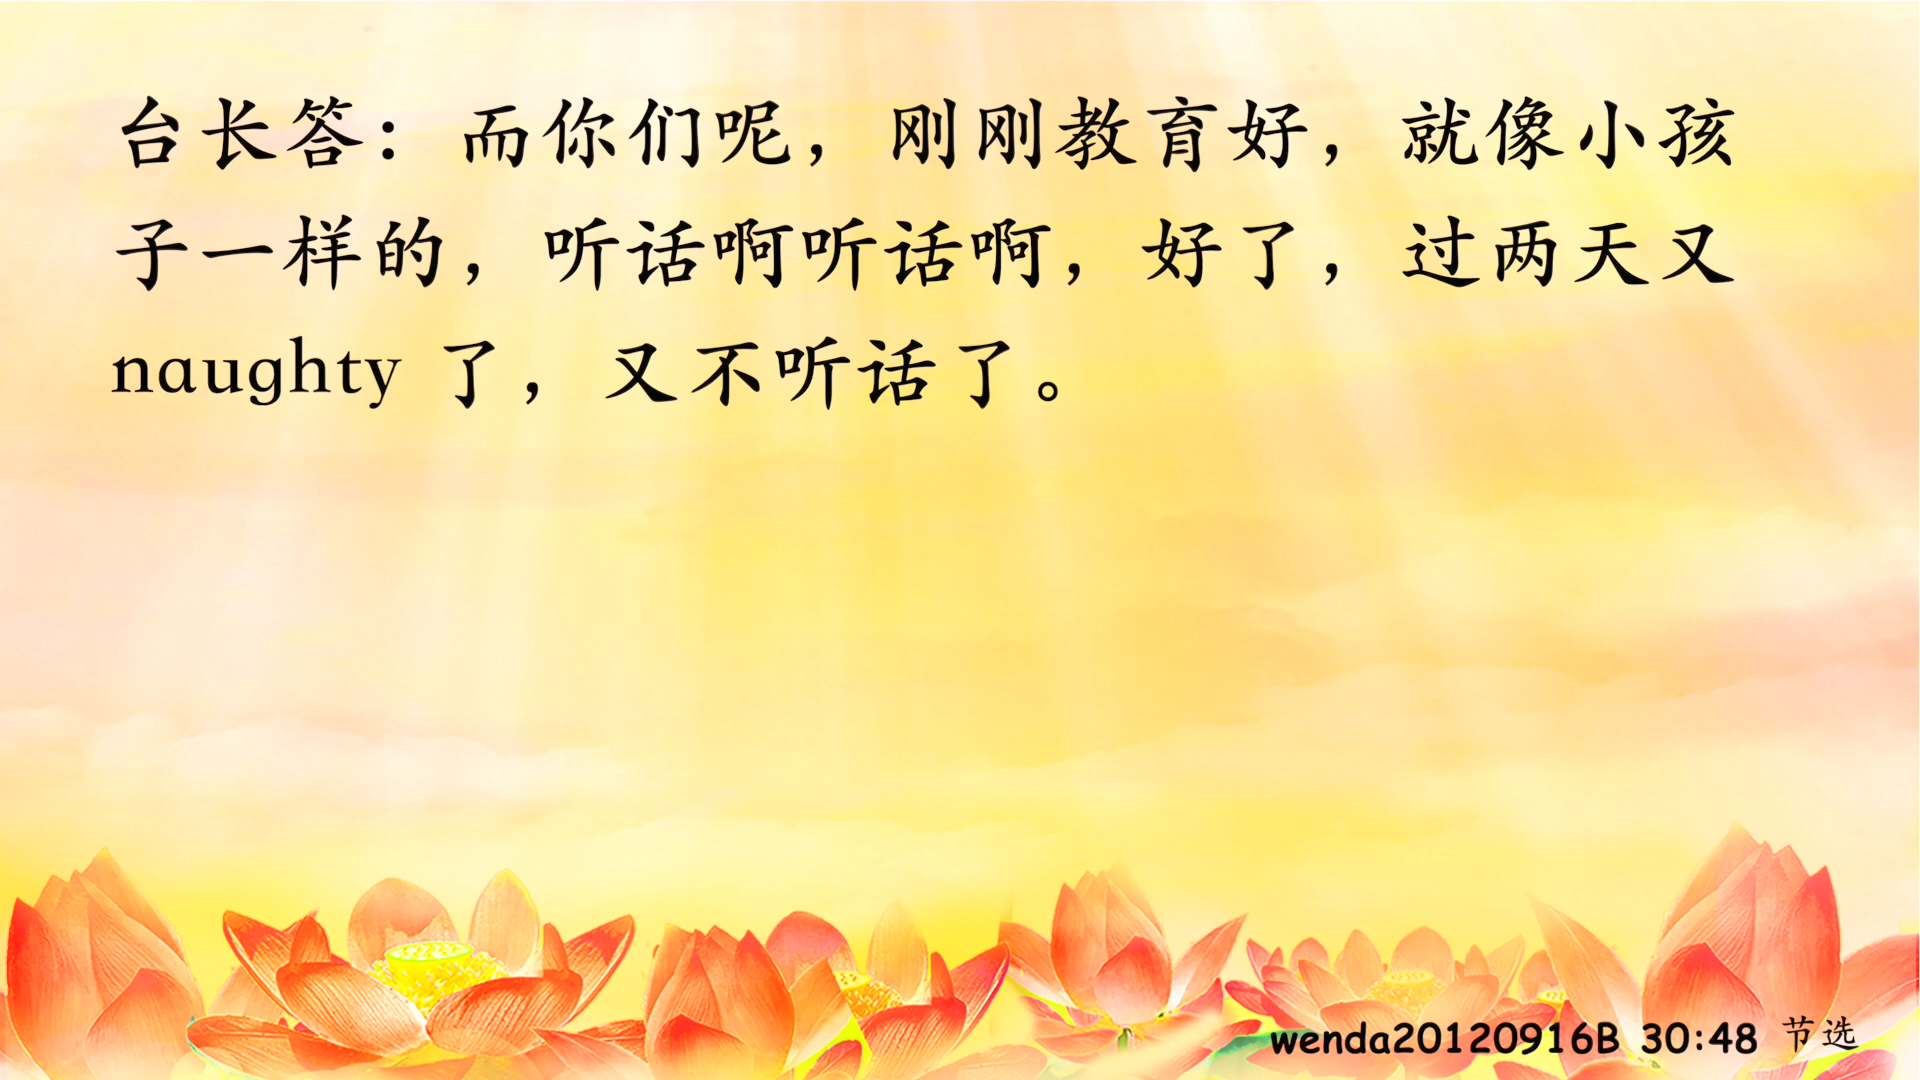 台长答：而你们呢，刚刚教育好，就像小孩
子一样的，听话啊听话啊，好了，过两天又
naughty 了，又不听话了。
wenda20120916B 30:48 节选